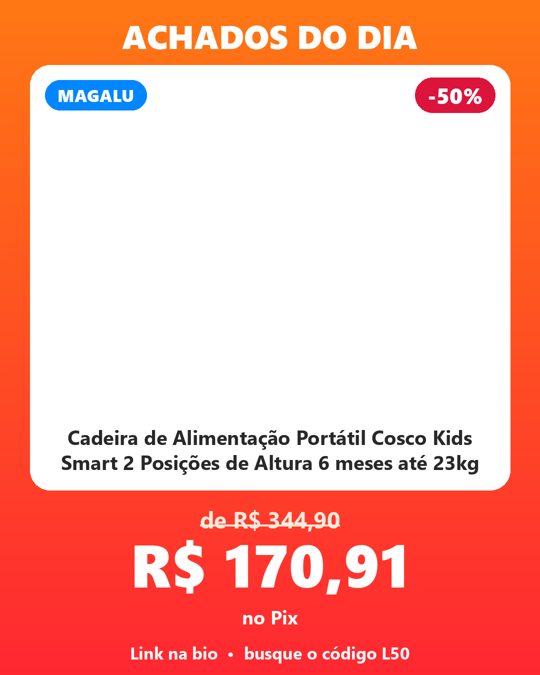 ACHADOS DO DIA
MAGALU
-50%
Cadeira de Alimentação Portátil Cosco Kids
Smart 2 Posições de Altura 6 meses até 23kg
de R$ 344,90
R$ 170,91
no Pix
Link na bio • busque o código L50